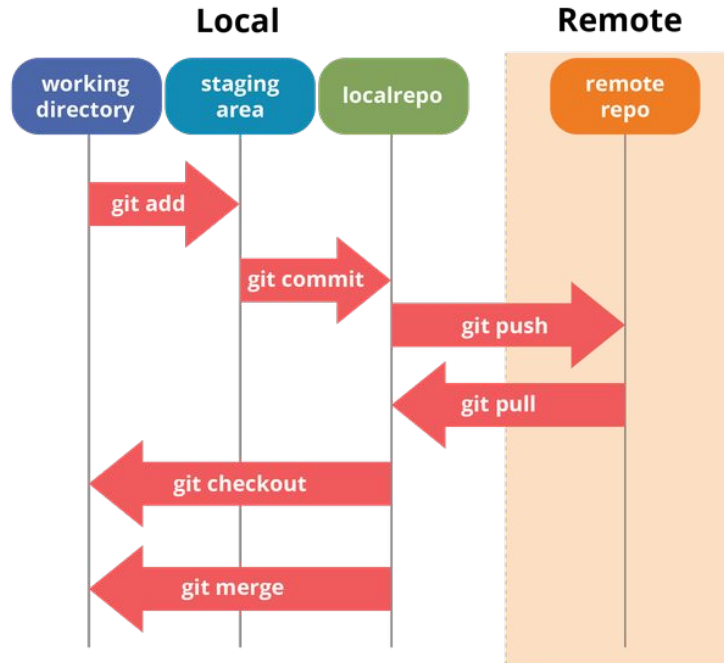 Local
Remote
working
directory
staging
area
localrepo
remote
repo
git add
git commit
git push
git pull
git checkout
git merge